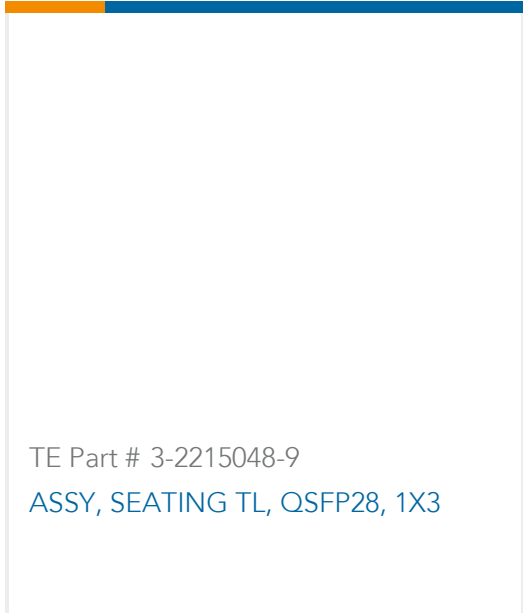 TE Part # 3-2215048-9
ASSY, SEATING TL, QSFP28, 1X3